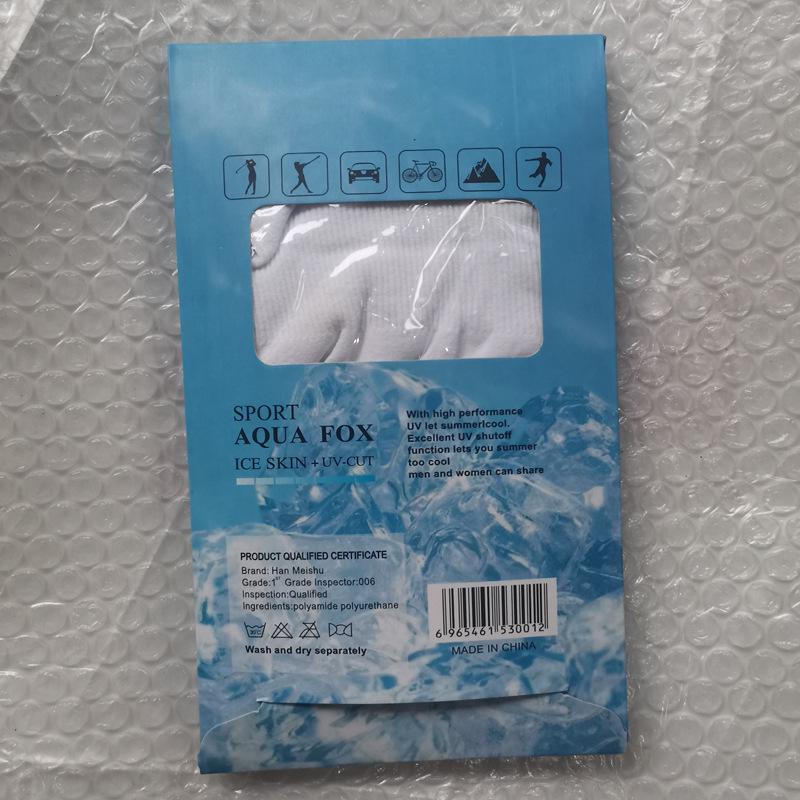 SPORT
AQUA FOX
ICE SKIN + UV-CUT
With high performance
UV let summerlcool.
Excellent UV shutoff
function lets you summer
too cool
men and women can share
PRODUCT QUALIFIED CERTIFICATE
Brand: Han Meishu
Grade:1st Grade Inspector:006
Inspection:Qualified
Ingredients:polyamide polyurethane
30℃
Wash and dry separately
6 965461 530012
MADE IN CHINA